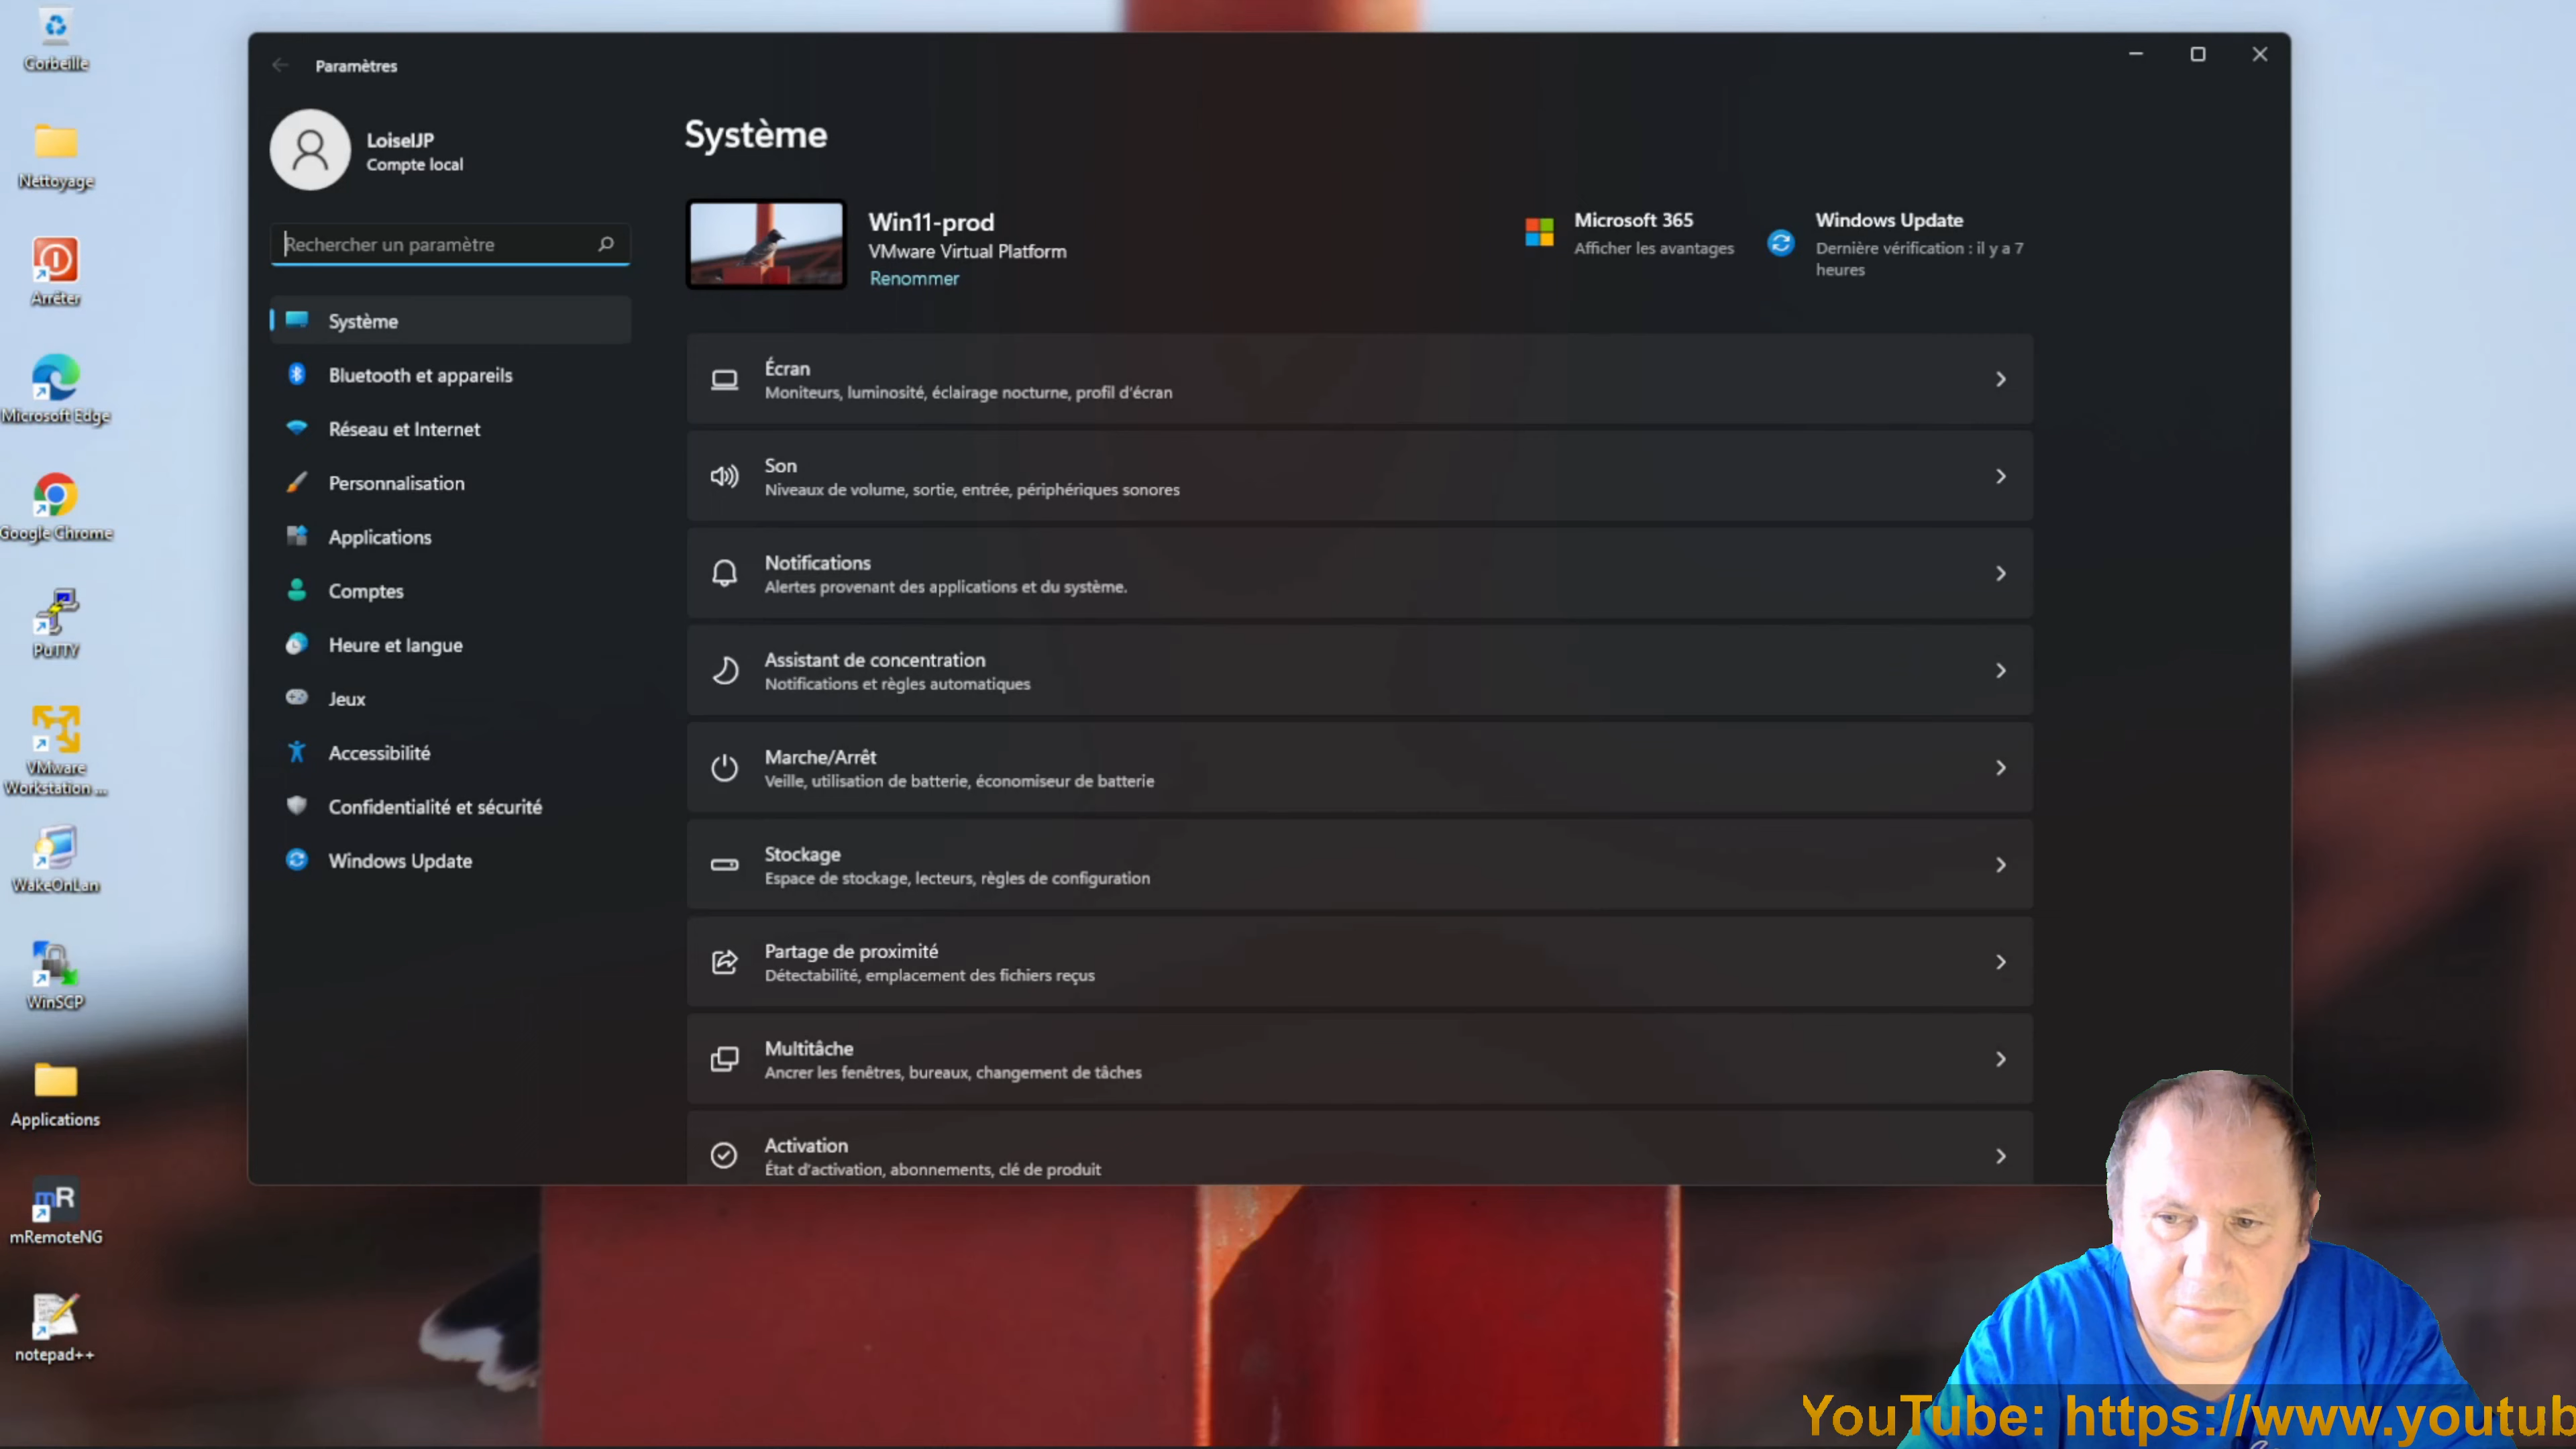 Corbeille
Nettoyage
Arrêter
Microsoft Edge
Google Chrome
PuTTY
VMware
Workstation ...
WakeOnLan
WinSCP
Applications
mRemoteNG
notepad++
Paramètres
LoiselJP
Compte local
Rechercher un paramètre
Système
Bluetooth et appareils
Réseau et Internet
Personnalisation
Applications
Comptes
Heure et langue
Jeux
Accessibilité
Confidentialité et sécurité
Windows Update
Système
Win11-prod
VMware Virtual Platform
Renommer
Microsoft 365
Afficher les avantages
Windows Update
Dernière vérification : il y a 7
heures
Écran
Moniteurs, luminosité, éclairage nocturne, profil d'écran
Son
Niveaux de volume, sortie, entrée, périphériques sonores
Notifications
Alertes provenant des applications et du système.
Assistant de concentration
Notifications et règles automatiques
Marche/Arrêt
Veille, utilisation de batterie, économiseur de batterie
Stockage
Espace de stockage, lecteurs, règles de configuration
Partage de proximité
Détectabilité, emplacement des fichiers reçus
Multitâche
Ancrer les fenêtres, bureaux, changement de tâches
Activation
État d'activation, abonnements, clé de produit
YouTube: https://www.youtub